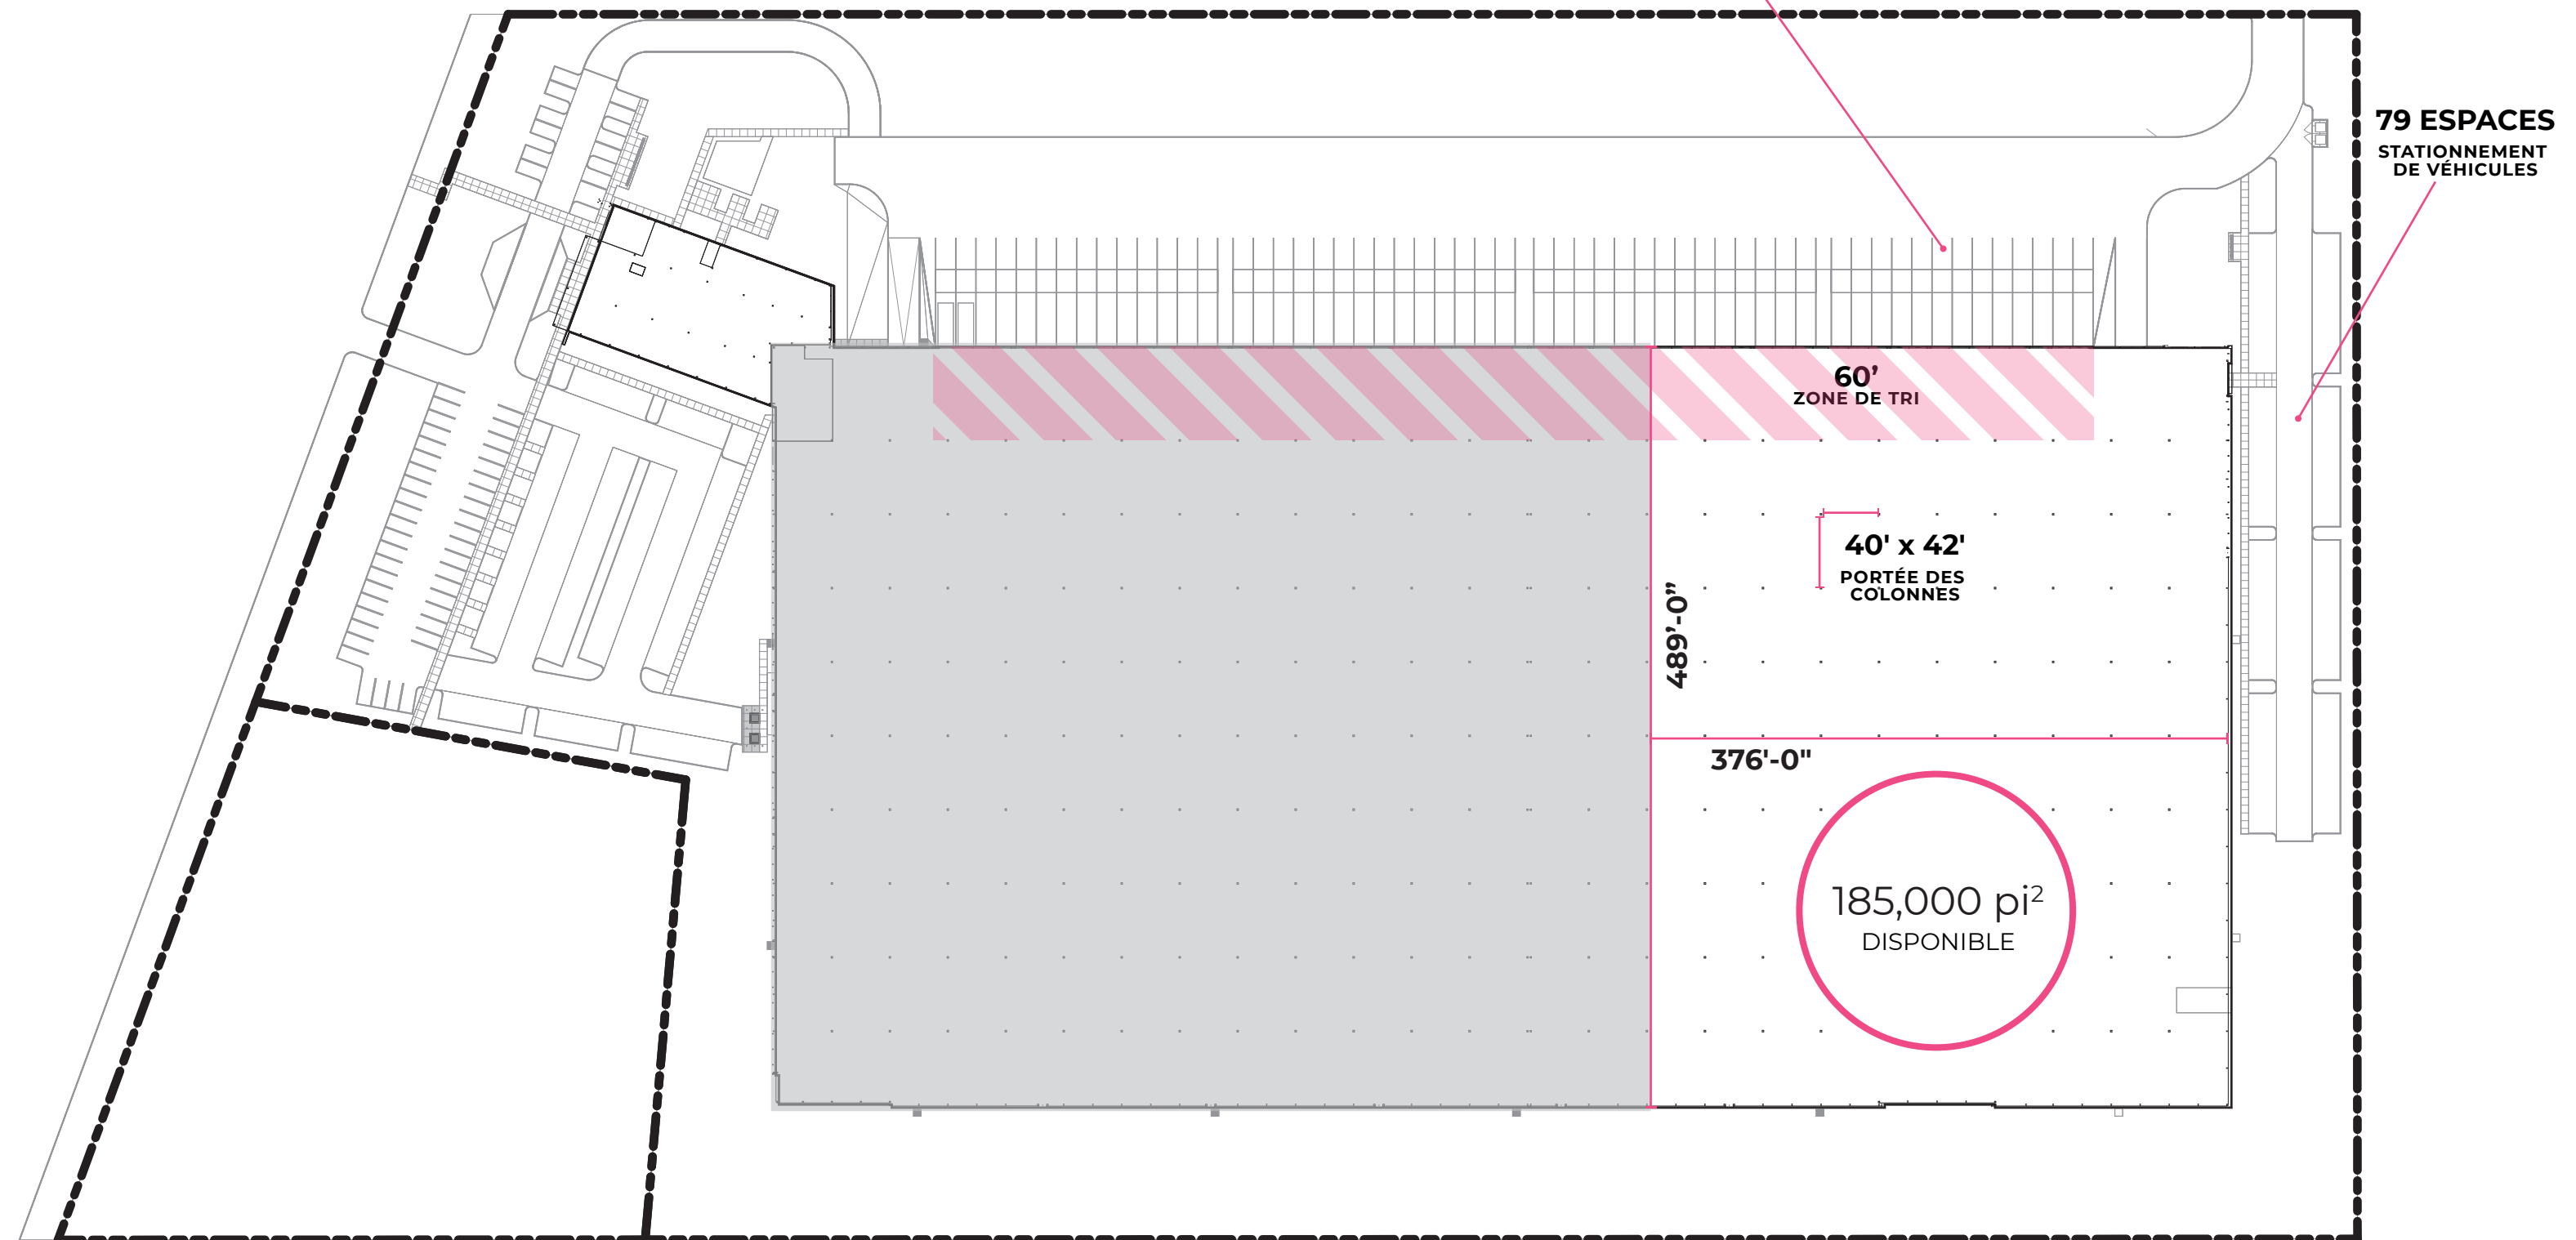 79 ESPACES
STATIONNEMENT
DE VÉHICULES
60’
ZONE DE TRI
40' x 42'
PORTÉE DES
COLONNES
489’-0”
376'-0"
185,000 pi²
DISPONIBLE